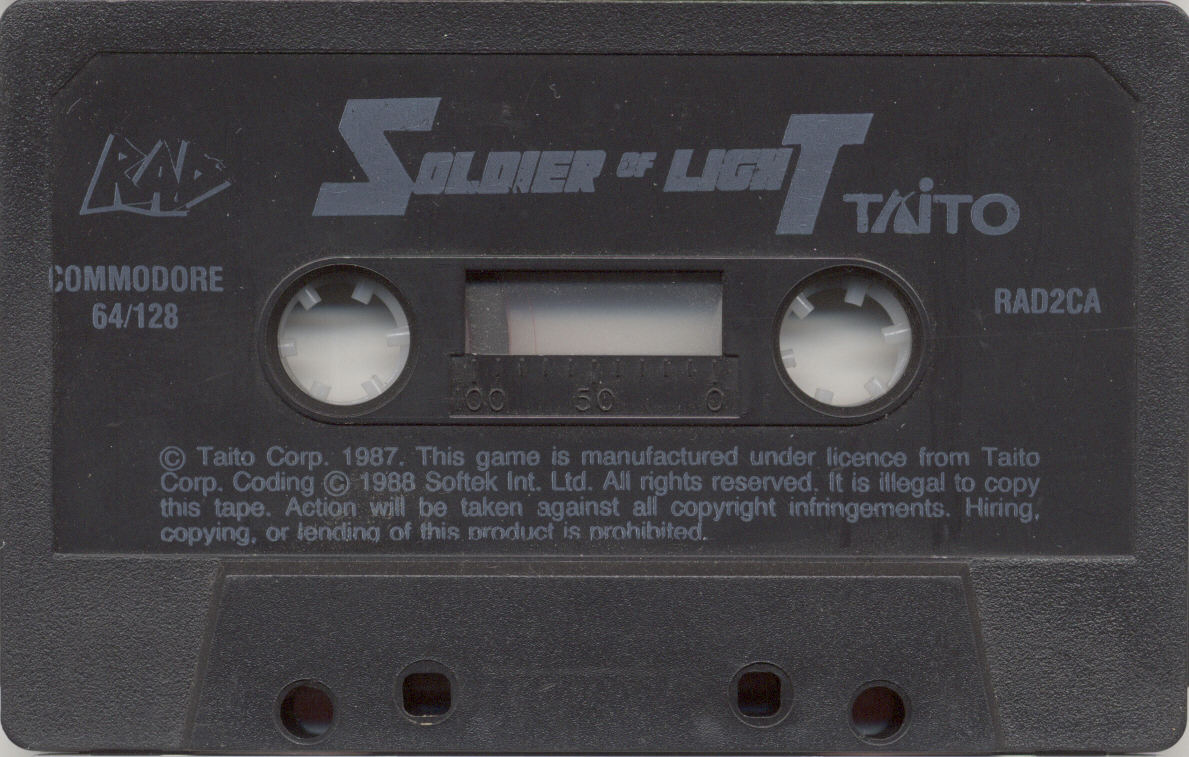 RAD
SOLDIER OF LIGHT
TAITO
COMMODORE
64/128
RAD2CA
00 50 0
© Taito Corp. 1987. This game is manufactured under licence from Taito
Corp. Coding © 1988 Softek Int. Ltd. All rights reserved. It is illegal to copy
this tape. Action will be taken against all copyright infringements. Hiring,
copying, or lending of this product is prohibited.